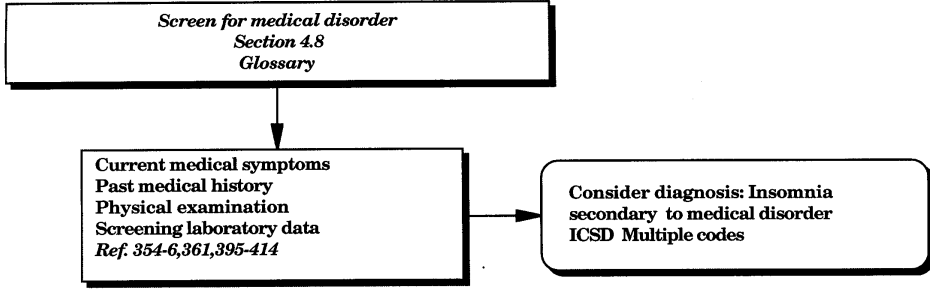 Screen for medical disorder
Section 4.8
Glossary
Current medical symptoms
Past medical history
Physical examination
Screening laboratory data
Ref. 354-6,361,395-414
Consider diagnosis: Insomnia
secondary to medical disorder
ICSD Multiple codes